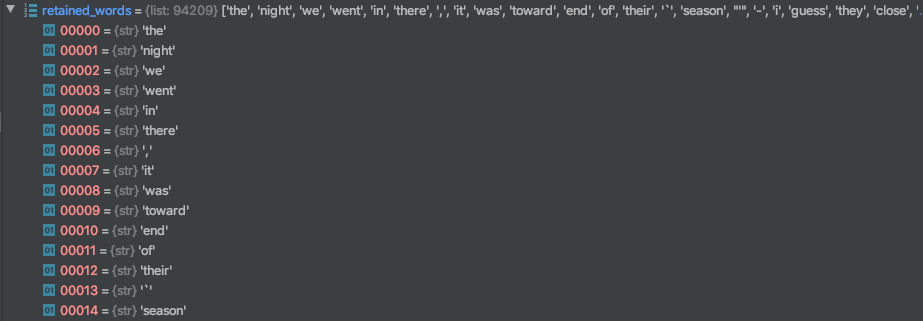 retained_words = {list: 94209} ['the', 'night', 'we', 'went', 'in', 'there', ',', 'it', 'was', 'toward', 'end', 'of', 'their', '`', 'season', "'", '-', 'i', 'guess', 'they', 'close', '...
00000 = {str} 'the'
00001 = {str} 'night'
00002 = {str} 'we'
00003 = {str} 'went'
00004 = {str} 'in'
00005 = {str} 'there'
00006 = {str} ','
00007 = {str} 'it'
00008 = {str} 'was'
00009 = {str} 'toward'
00010 = {str} 'end'
00011 = {str} 'of'
00012 = {str} 'their'
00013 = {str} '`'
00014 = {str} 'season'